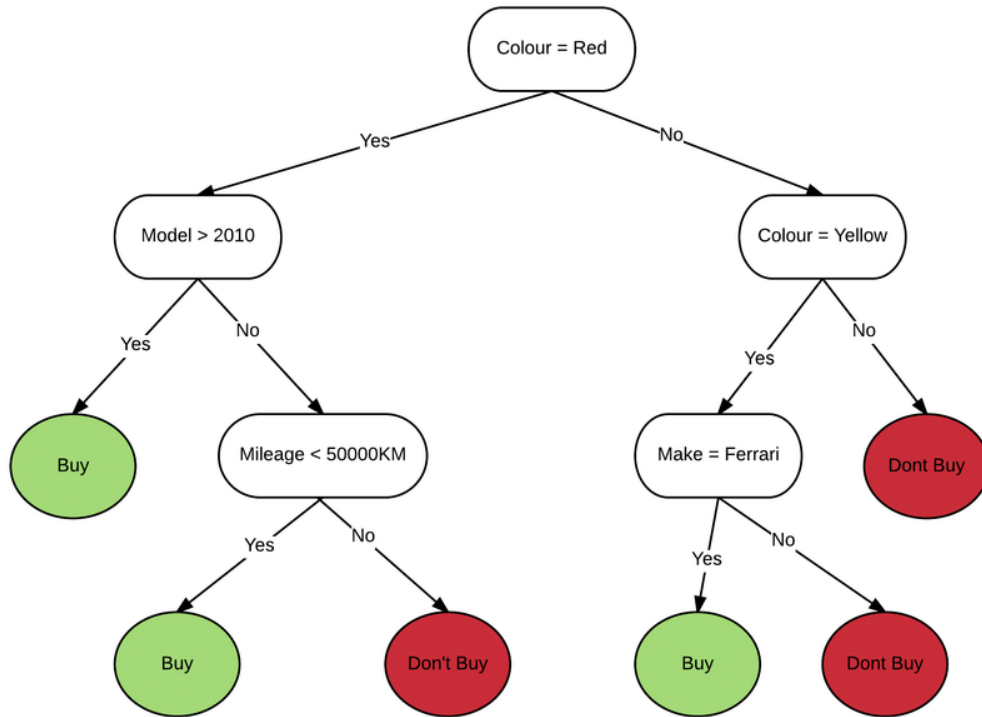 Colour = Red
Yes
No
Model > 2010
Colour = Yellow
Yes
No
Yes
No
Buy
Mileage < 50000KM
Make = Ferrari
Dont Buy
Yes
No
Yes
No
Buy
Don't Buy
Buy
Dont Buy